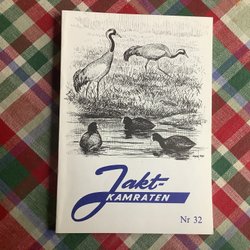 Jakt-
KAMRATEN
Nr 32